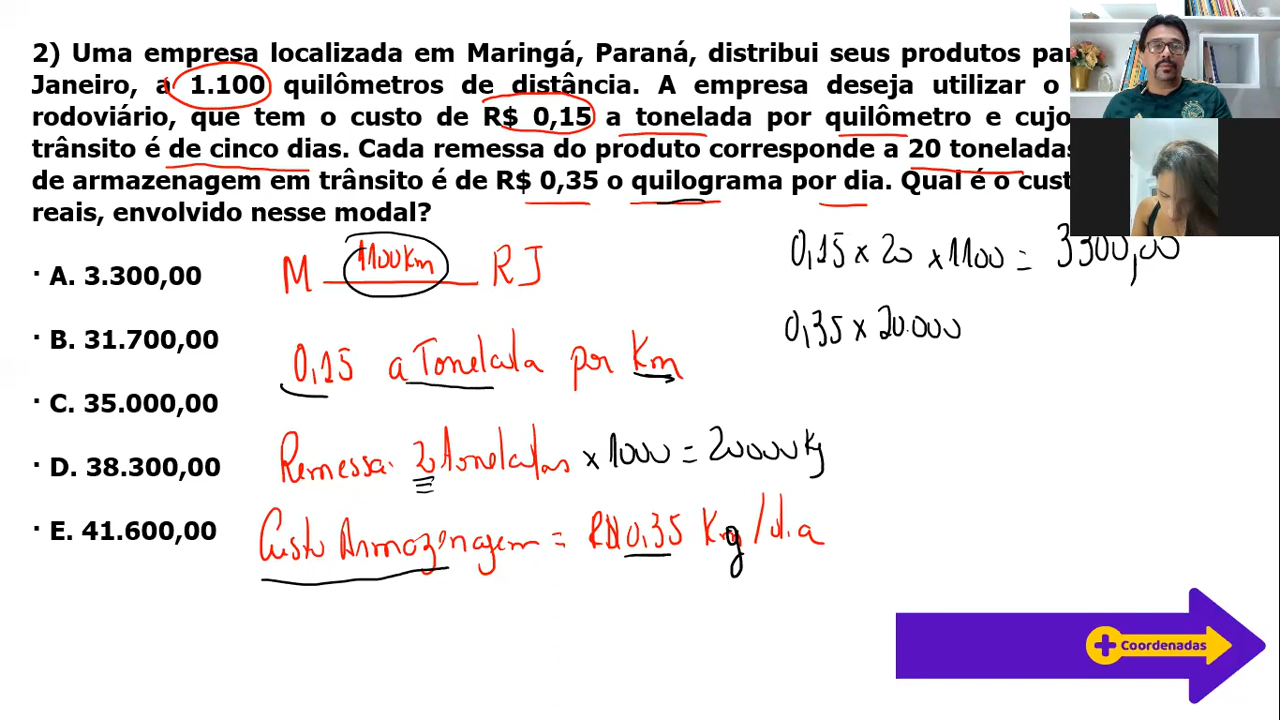 2) Uma empresa localizada em Maringá, Paraná, distribui seus produtos par
Janeiro, a 1.100 quilômetros de distância. A empresa deseja utilizar o
rodoviário, que tem o custo de R$ 0,15 a tonelada por quilômetro e cujo
trânsito é de cinco dias. Cada remessa do produto corresponde a 20 toneladas
de armazenagem em trânsito é de R$ 0,35 o quilograma por dia. Qual é o cust
reais, envolvido nesse modal?
0,15 x 20 x 1100 = 3300,00
· A. 3.300,00
M 1100Km RJ
0,35 x 20.000
· B. 31.700,00
0,15 a Tonelada por Km
· C. 35.000,00
Remessa: 20 Toneladas x 1000 = 20000 Kg
· D. 38.300,00
· E. 41.600,00
Custo Armazenagem = R$ 0,35 Kg/dia
Coordenadas